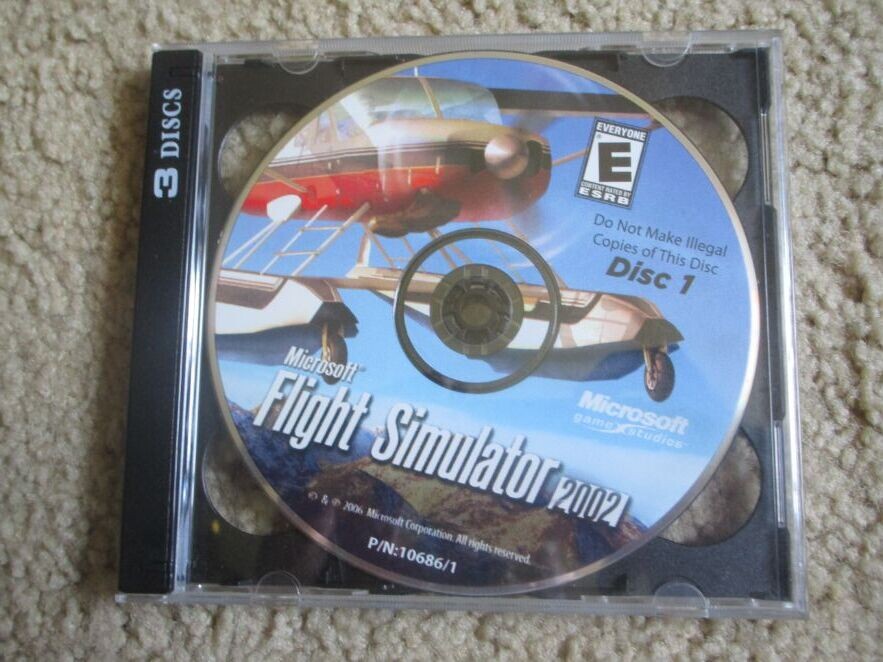 3 DISCS
EVERYONE
E
CONTENT RATED BY
ESRB
Do Not Make Illegal
Copies of This Disc
Disc 1
Microsoft
game studios
Microsoft™
Flight Simulator 2002
© & ℗ 2006 Microsoft Corporation. All rights reserved.
P/N:10686/1